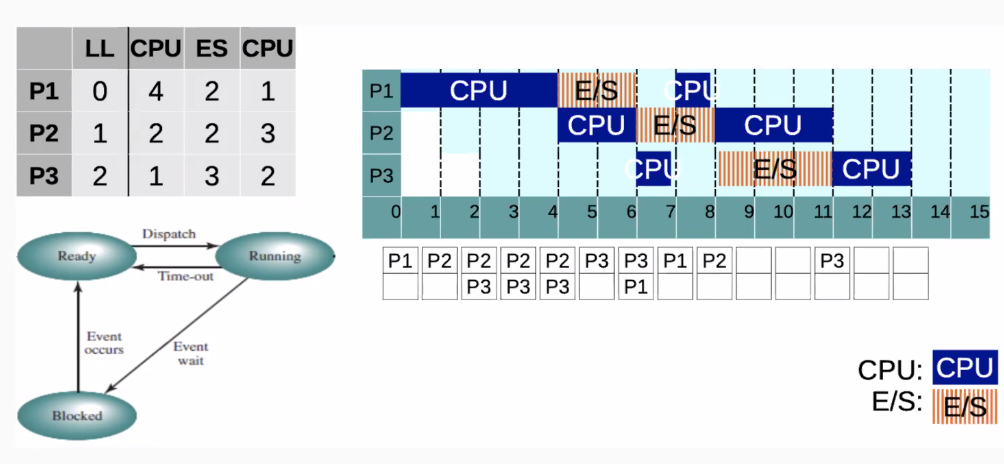 LL CPU ES CPU
P1 0 4 2 1
P2 1 2 2 3
P3 2 1 3 2
P1 CPU E/S CPU
P2 CPU E/S CPU
P3 CPU E/S CPU
0 1 2 3 4 5 6 7 8 9 10 11 12 13 14 15
P1 P2 P2 P2 P2 P3 P3 P1 P2 P3
P3 P3 P3 P1
Dispatch
Ready Running
Time-out
Event
occurs
Event
wait
Blocked
CPU: CPU
E/S: E/S